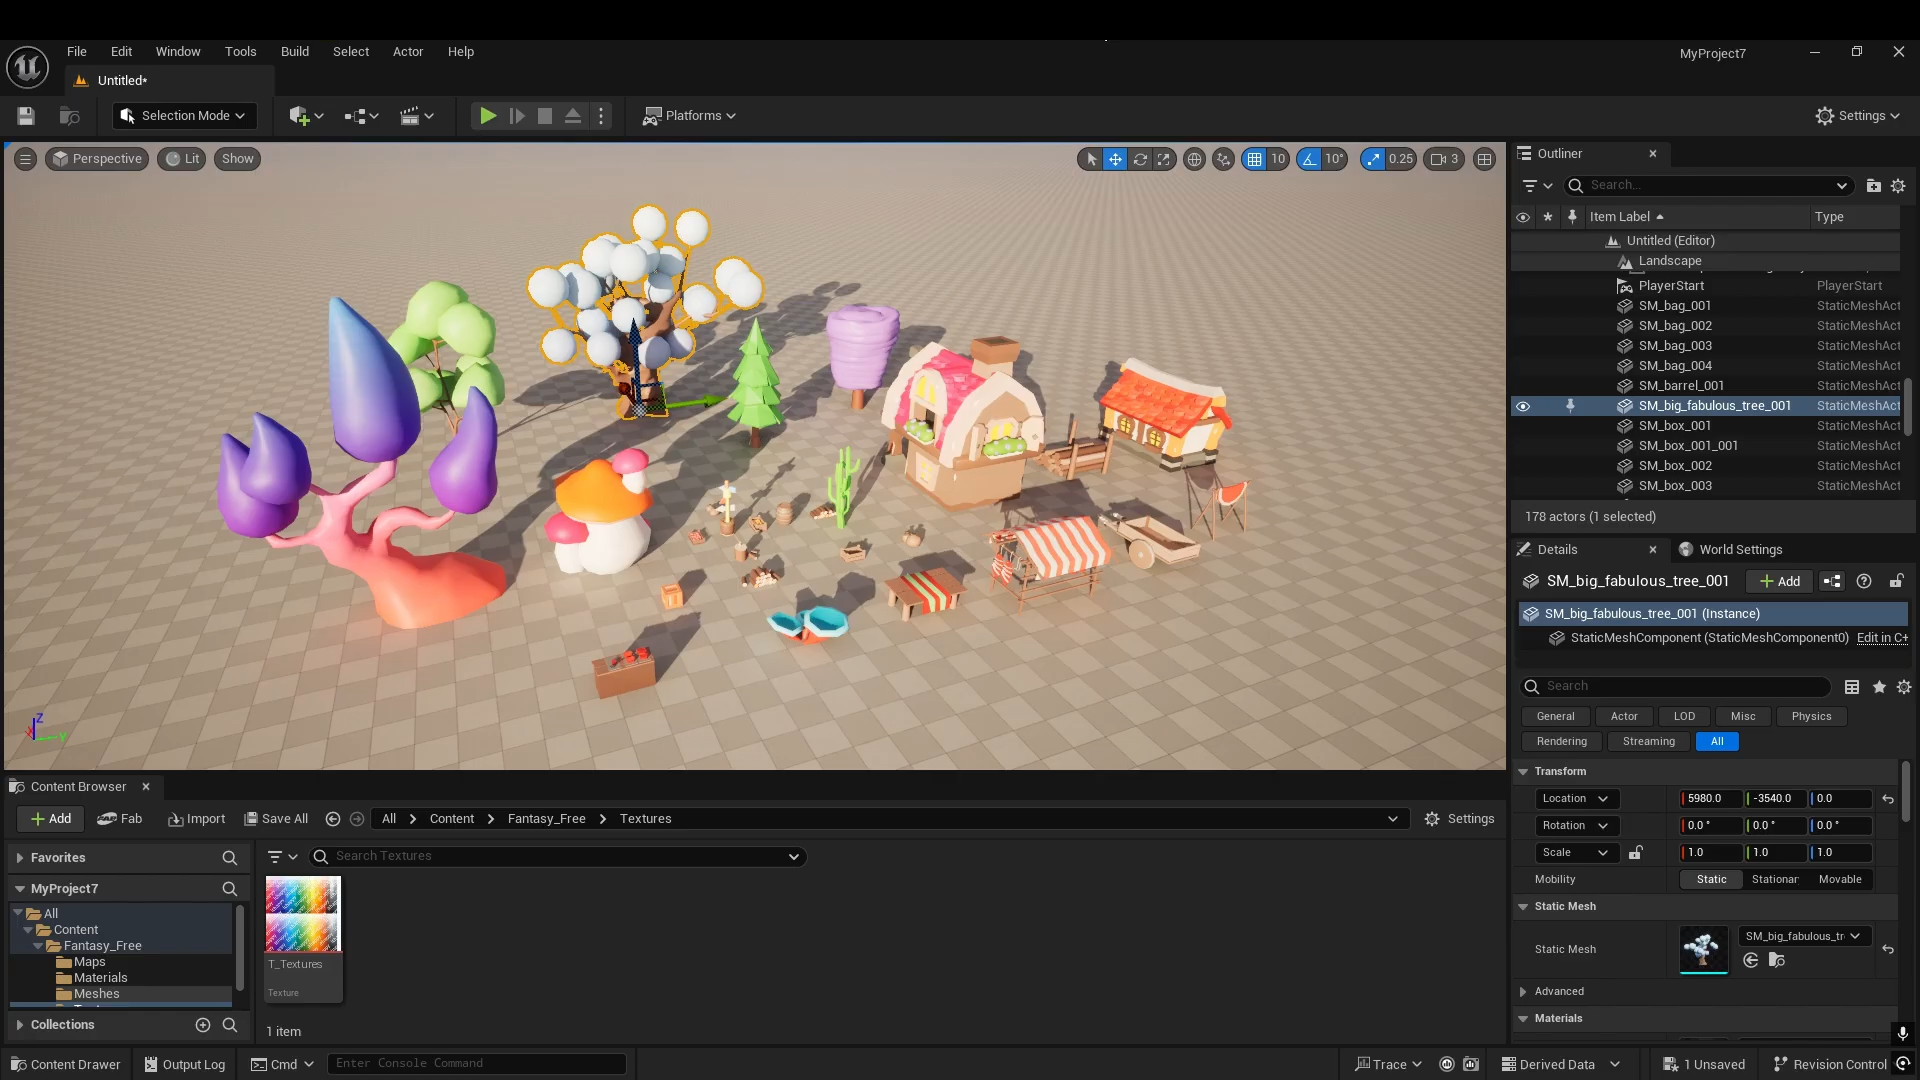 File Edit Window Tools Build Select Actor Help
MyProject7
Untitled*
Selection Mode
Platforms
Settings
Perspective Lit Show
10 10° 0.25 3
Outliner
Search...
Item Label Type
Untitled (Editor)
Landscape
PlayerStart PlayerStart
SM_bag_001 StaticMeshAct
SM_bag_002 StaticMeshAct
SM_bag_003 StaticMeshAct
SM_bag_004 StaticMeshAct
SM_barrel_001 StaticMeshAct
SM_big_fabulous_tree_001 StaticMeshAct
SM_box_001 StaticMeshAct
SM_box_001_001 StaticMeshAct
SM_box_002 StaticMeshAct
SM_box_003 StaticMeshAct
178 actors (1 selected)
Details World Settings
SM_big_fabulous_tree_001 Add
SM_big_fabulous_tree_001 (Instance)
StaticMeshComponent (StaticMeshComponent0) Edit in C+
Search
General Actor LOD Misc Physics
Rendering Streaming All
Transform
Location 5980.0 -3540.0 0.0
Rotation 0.0 ° 0.0 ° 0.0 °
Scale 1.0 1.0 1.0
Mobility Static Stationar Movable
Static Mesh
Static Mesh SM_big_fabulous_tr
Advanced
Materials
Z
Y
Content Browser
Add Fab Import Save All All Content Fantasy_Free Textures Settings
Favorites
Search Textures
MyProject7
All
Content
Fantasy_Free
Maps
Materials
Meshes
T_Textures
Texture
Collections
1 item
Content Drawer Output Log Cmd Enter Console Command Trace Derived Data 1 Unsaved Revision Control